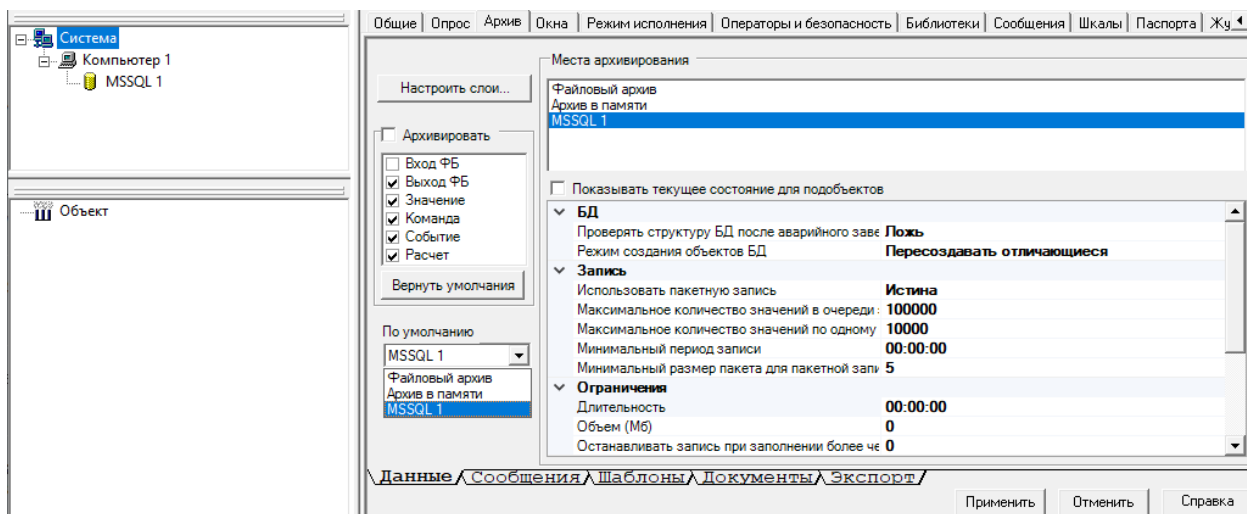 Система
Компьютер 1
MSSQL 1
Объект
Общие Опрос Архив Окна Режим исполнения Операторы и безопасность Библиотеки Сообщения Шкалы Паспорта Жу
Настроить слои...
Архивировать
Вход ФБ
Выход ФБ
Значение
Команда
Событие
Расчет
Вернуть умолчания
По умолчанию
MSSQL 1
Файловый архив
Архив в памяти
MSSQL 1
Места архивирования
Файловый архив
Архив в памяти
MSSQL 1
Показывать текущее состояние для подобъектов
БД
Проверять структуру БД после аварийного заве Ложь
Режим создания объектов БД Пересоздавать отличающиеся
Запись
Использовать пакетную запись Истина
Максимальное количество значений в очереди 100000
Максимальное количество значений по одному 10000
Минимальный период записи 00:00:00
Минимальный размер пакета для пакетной запи 5
Ограничения
Длительность 00:00:00
Объем (Мб) 0
Останавливать запись при заполнении более че 0
Данные Сообщения Шаблоны Документы Экспорт
Применить Отменить Справка